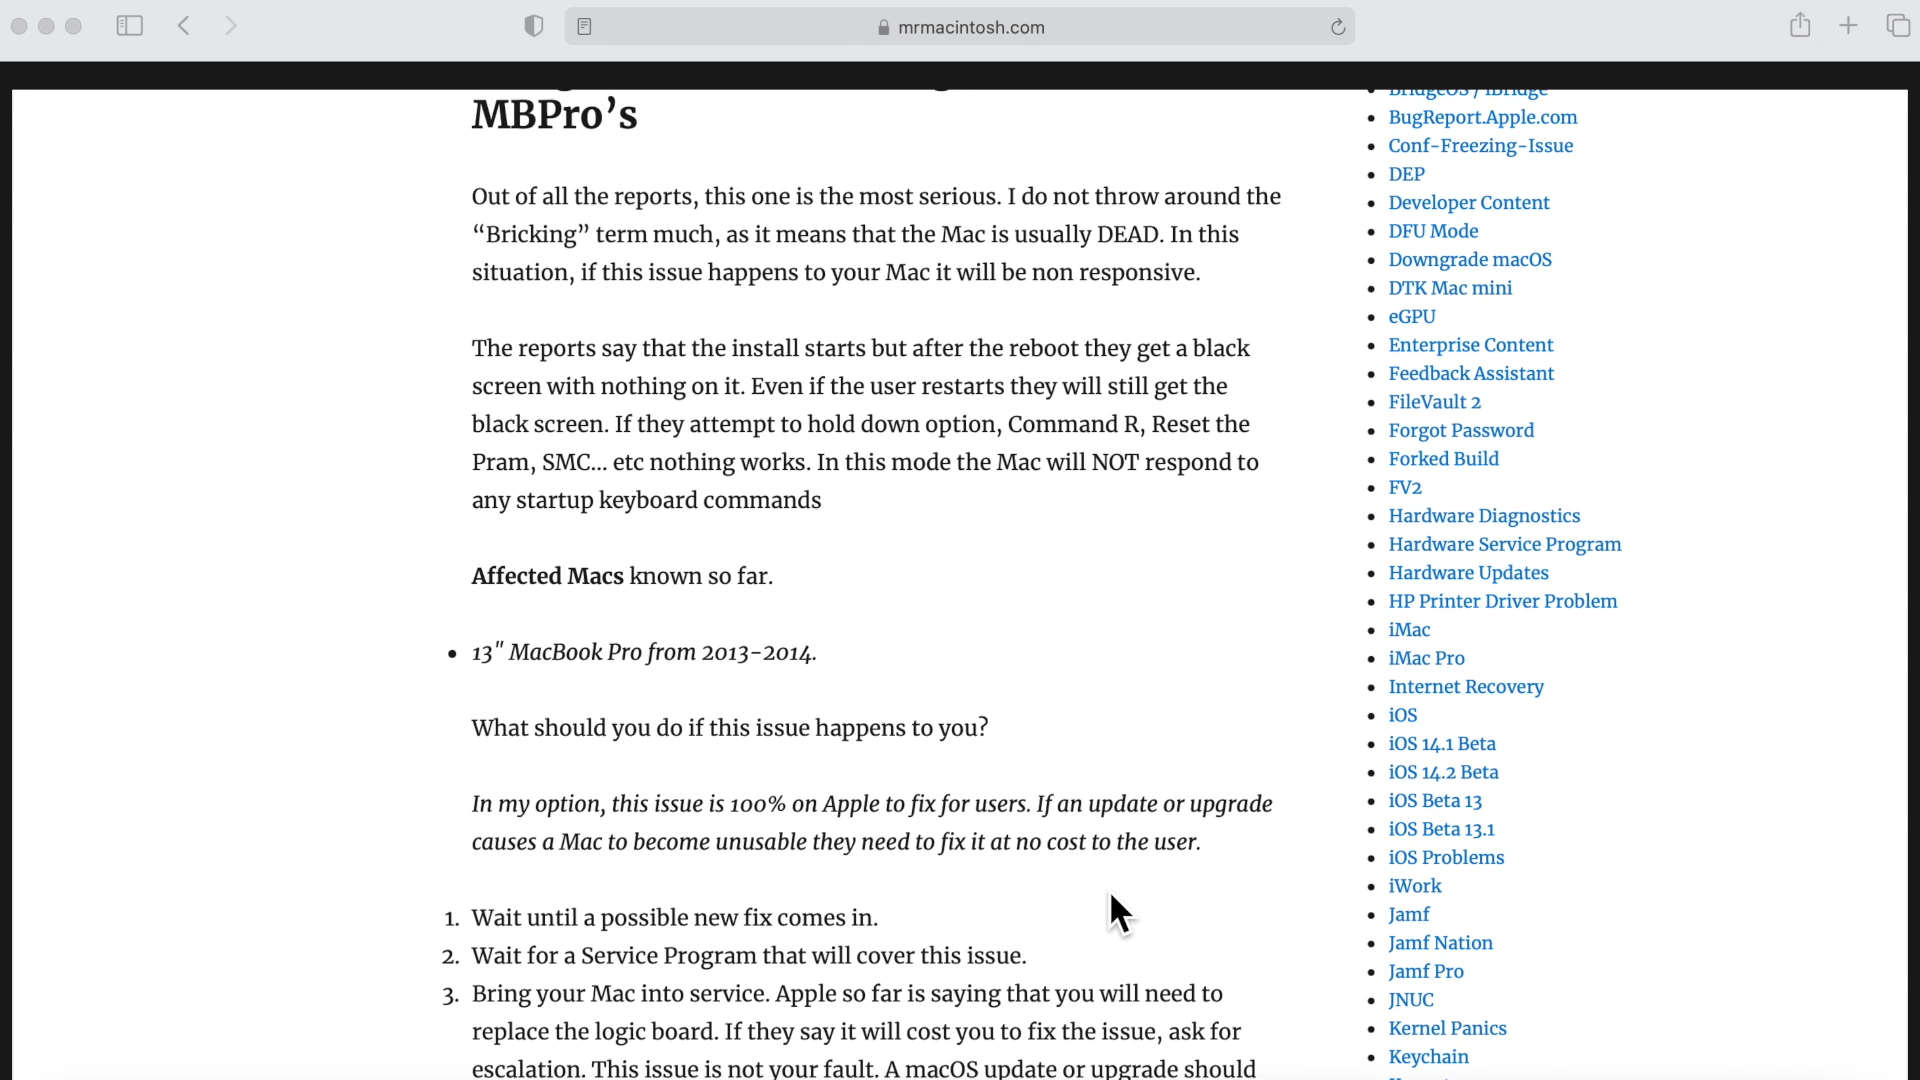 mrmacintosh.com
MBPro’s
Out of all the reports, this one is the most serious. I do not throw around the
“Bricking” term much, as it means that the Mac is usually DEAD. In this
situation, if this issue happens to your Mac it will be non responsive.
The reports say that the install starts but after the reboot they get a black
screen with nothing on it. Even if the user restarts they will still get the
black screen. If they attempt to hold down option, Command R, Reset the
Pram, SMC… etc nothing works. In this mode the Mac will NOT respond to
any startup keyboard commands
Affected Macs known so far.
• 13″ MacBook Pro from 2013-2014.
What should you do if this issue happens to you?
In my option, this issue is 100% on Apple to fix for users. If an update or upgrade
causes a Mac to become unusable they need to fix it at no cost to the user.
1. Wait until a possible new fix comes in.
2. Wait for a Service Program that will cover this issue.
3. Bring your Mac into service. Apple so far is saying that you will need to
replace the logic board. If they say it will cost you to fix the issue, ask for
escalation. This issue is not your fault. A macOS update or upgrade should
• BridgeOS / iBridge
• BugReport.Apple.com
• Conf-Freezing-Issue
• DEP
• Developer Content
• DFU Mode
• Downgrade macOS
• DTK Mac mini
• eGPU
• Enterprise Content
• Feedback Assistant
• FileVault 2
• Forgot Password
• Forked Build
• FV2
• Hardware Diagnostics
• Hardware Service Program
• Hardware Updates
• HP Printer Driver Problem
• iMac
• iMac Pro
• Internet Recovery
• iOS
• iOS 14.1 Beta
• iOS 14.2 Beta
• iOS Beta 13
• iOS Beta 13.1
• iOS Problems
• iWork
• Jamf
• Jamf Nation
• Jamf Pro
• JNUC
• Kernel Panics
• Keychain